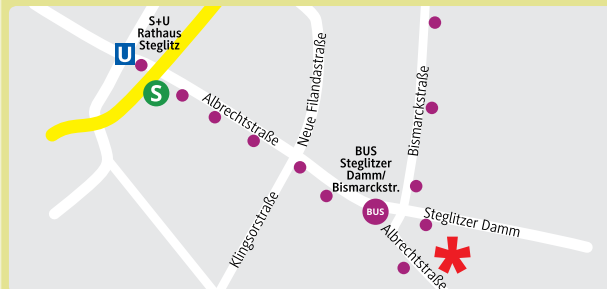 S+U
Rathaus
Steglitz
U
S
Albrechtstraße
Neue Filandastraße
Bismarckstraße
BUS
Steglitzer
Damm/
Bismarckstr.
BUS
Steglitzer Damm
Klingsorstraße
Albrechtstraße